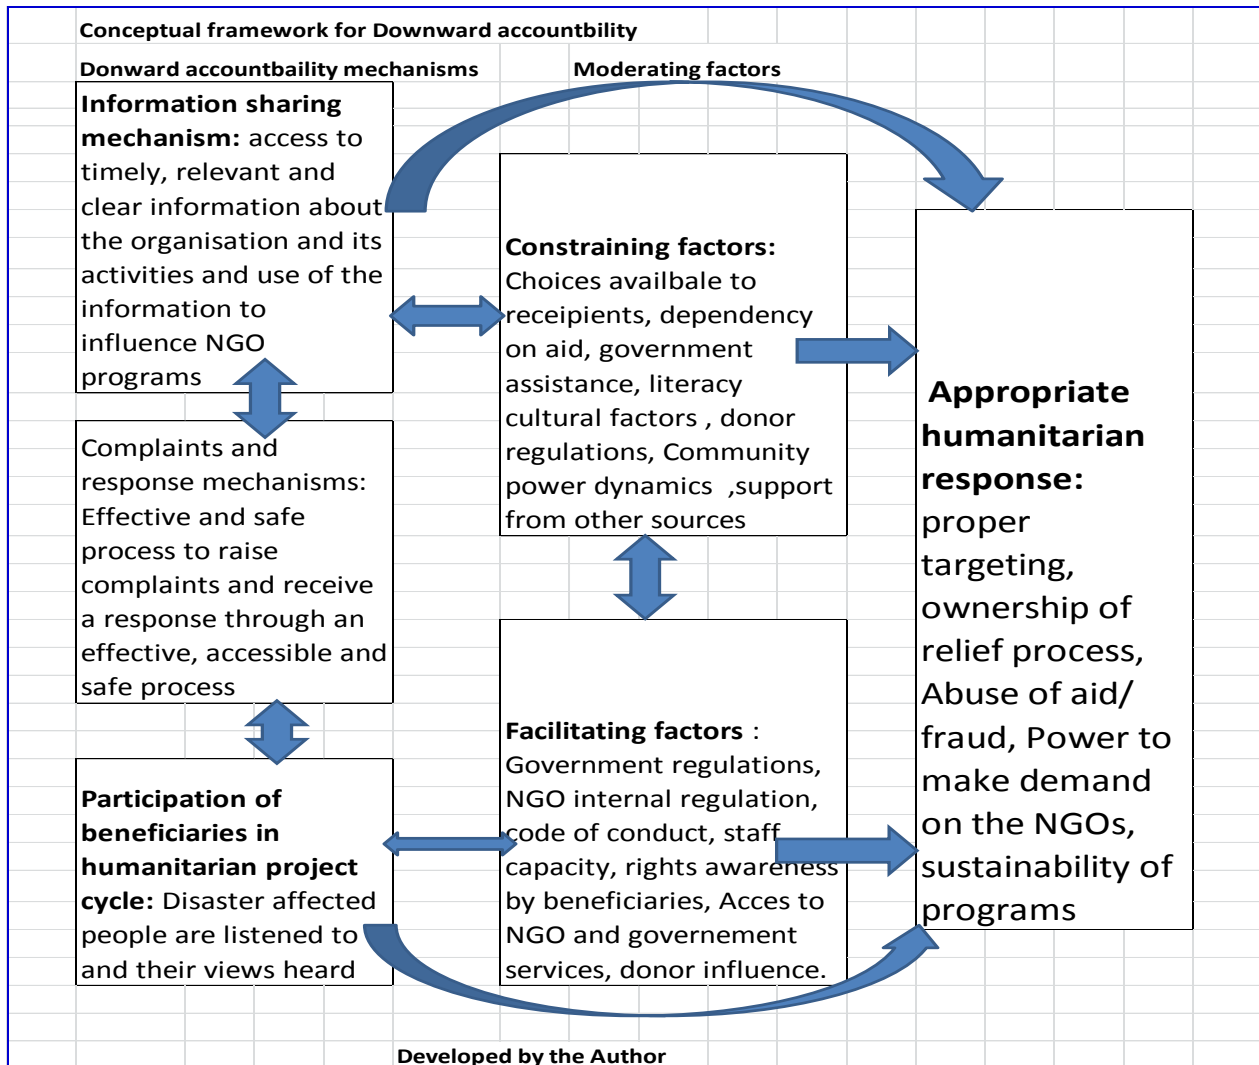 Conceptual framework for Downward accountbility
Donward accountbaility mechanisms
Moderating factors
Information sharing
mechanism: access to
timely, relevant and
clear information about
the organisation and its
activities and use of the
information to
influence NGO
programs
Complaints and
response mechanisms:
Effective and safe
process to raise
complaints and receive
a response through an
effective, accessible and
safe process
Participation of
beneficiaries in
humanitarian project
cycle: Disaster affected
people are listened to
and their views heard
Constraining factors:
Choices availbale to
receipients, dependency
on aid, government
assistance, literacy
cultural factors , donor
regulations, Community
power dynamics ,support
from other sources
Facilitating factors :
Government regulations,
NGO internal regulation,
code of conduct, staff
capacity, rights awareness
by beneficiaries, Acces to
NGO and governement
services, donor influence.
Appropriate
humanitarian
response:
proper
targeting,
ownership of
relief process,
Abuse of aid/
fraud, Power to
make demand
on the NGOs,
sustainability of
programs
Developed by the Author